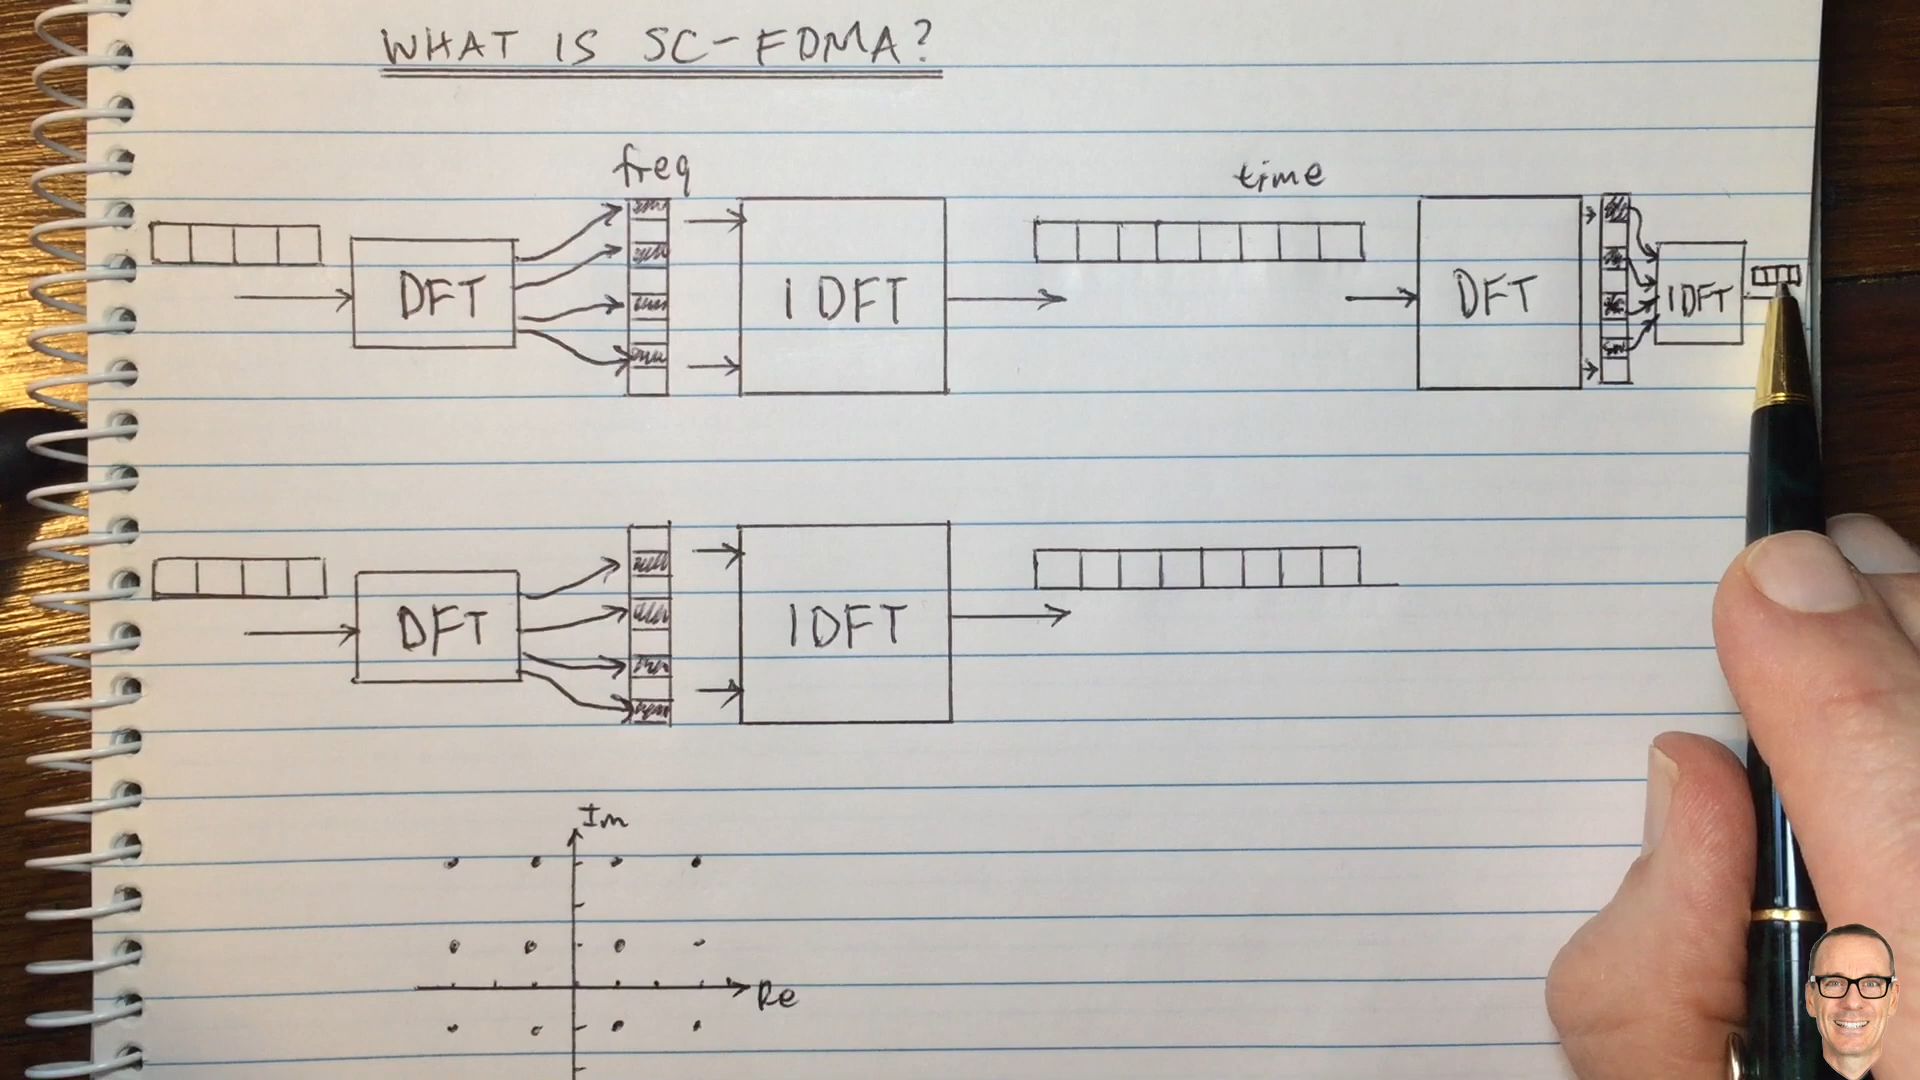 WHAT IS SC-FDMA?
freq
time
DFT
IDFT
DFT
IDFT
DFT
IDFT
Im
Re